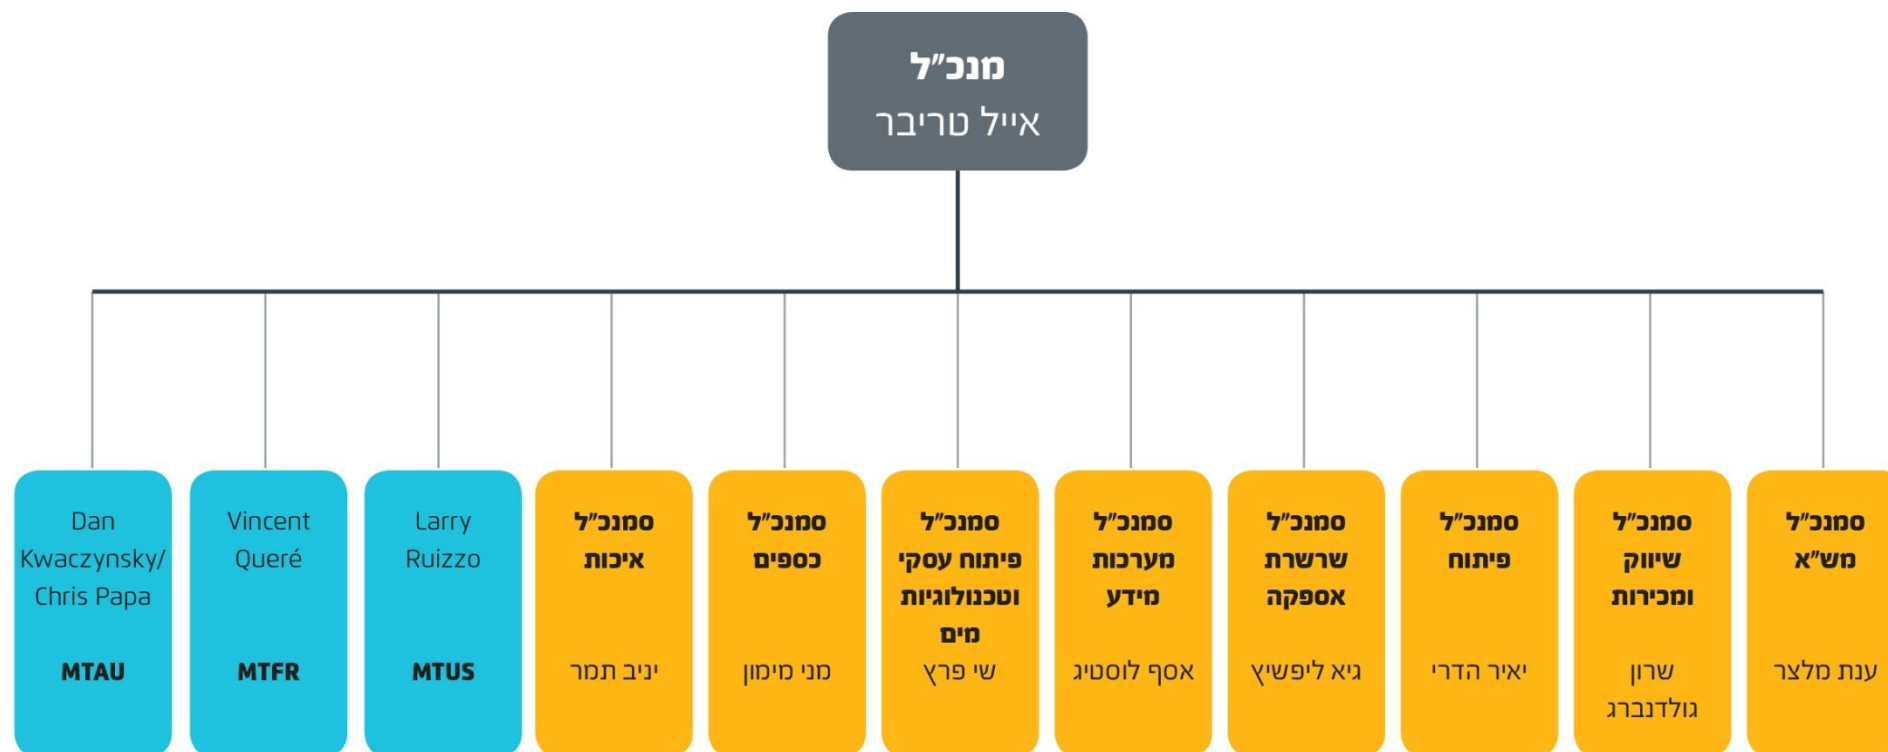 מנכ״ל
אייל טריבר
סמנכ״ל
מש״א
ענת מלצר
סמנכ״ל
שיווק
ומכירות
שרון
גולדנברג
סמנכ״ל
פיתוח
יאיר הדרי
סמנכ״ל
שרשרת
אספקה
גיא ליפשיץ
סמנכ״ל
מערכות
מידע
אסף לוסטיג
סמנכ״ל
פיתוח עסקי
וטכנולוגיות
מים
שי פרץ
סמנכ״ל
כספים
מני מימון
סמנכ״ל
איכות
יניב תמר
Larry
Ruizzo
MTUS
Vincent
Queré
MTFR
Dan
Kwaczynsky/
Chris Papa
MTAU